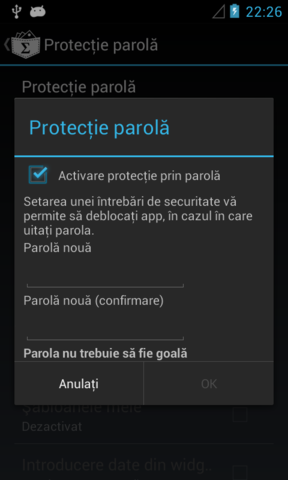 22:26
Protecție parolă
Protecție parolă
Protecție parolă
Activare protecție prin parolă
Setarea unei întrebări de securitate vă
permite să deblocați app, în cazul în care
uitați parola.
Parolă nouă
Parolă nouă (confirmare)
Parola nu trebuie să fie goală
Anulați OK
Șabloanele mele
Dezactivat
Introducere date din widg..